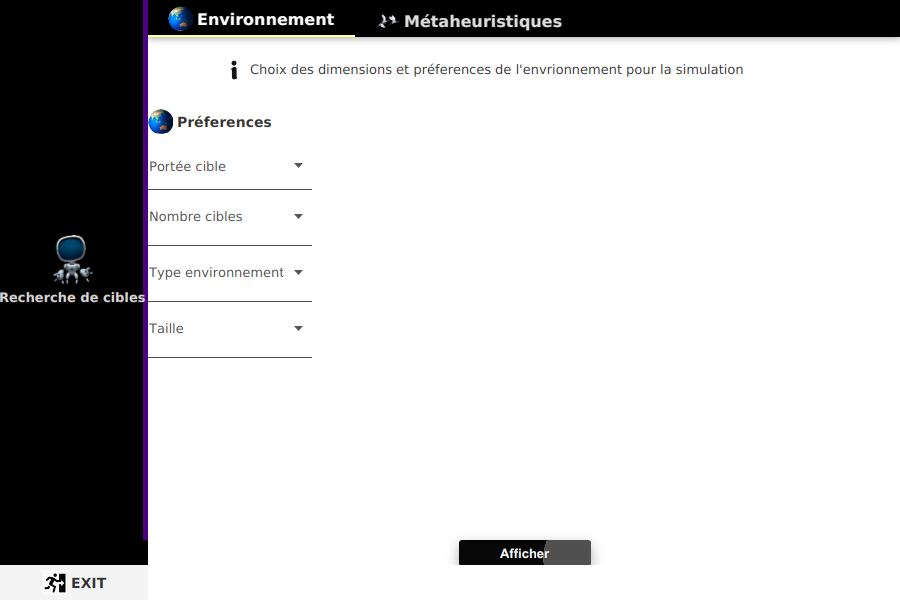 Environnement
Métaheuristiques
Choix des dimensions et préferences de l'envrionnement pour la simulation
Préferences
Portée cible
Nombre cibles
Type environnement
Taille
Recherche de cibles
Afficher
EXIT